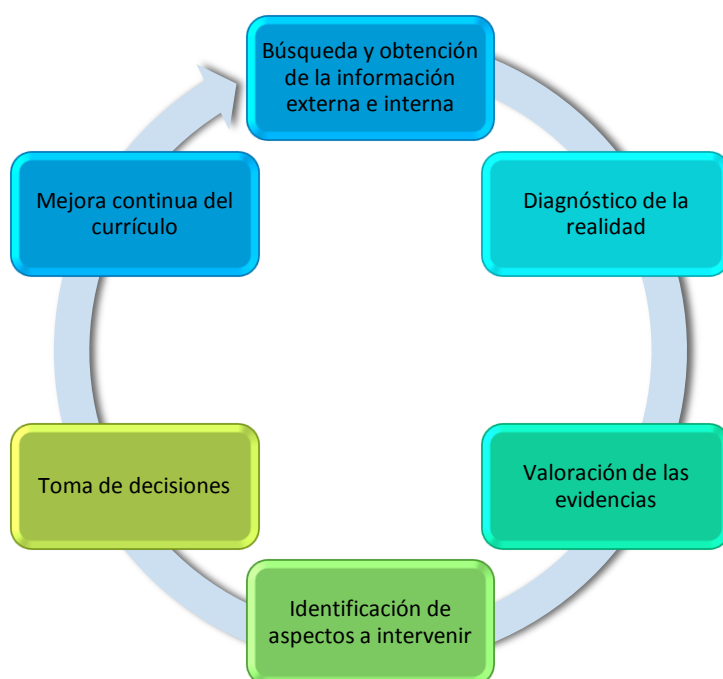 Búsqueda y obtención
de la información
externa e interna
Diagnóstico de la
realidad
Valoración de las
evidencias
Identificación de
aspectos a intervenir
Toma de decisiones
Mejora continua del
currículo